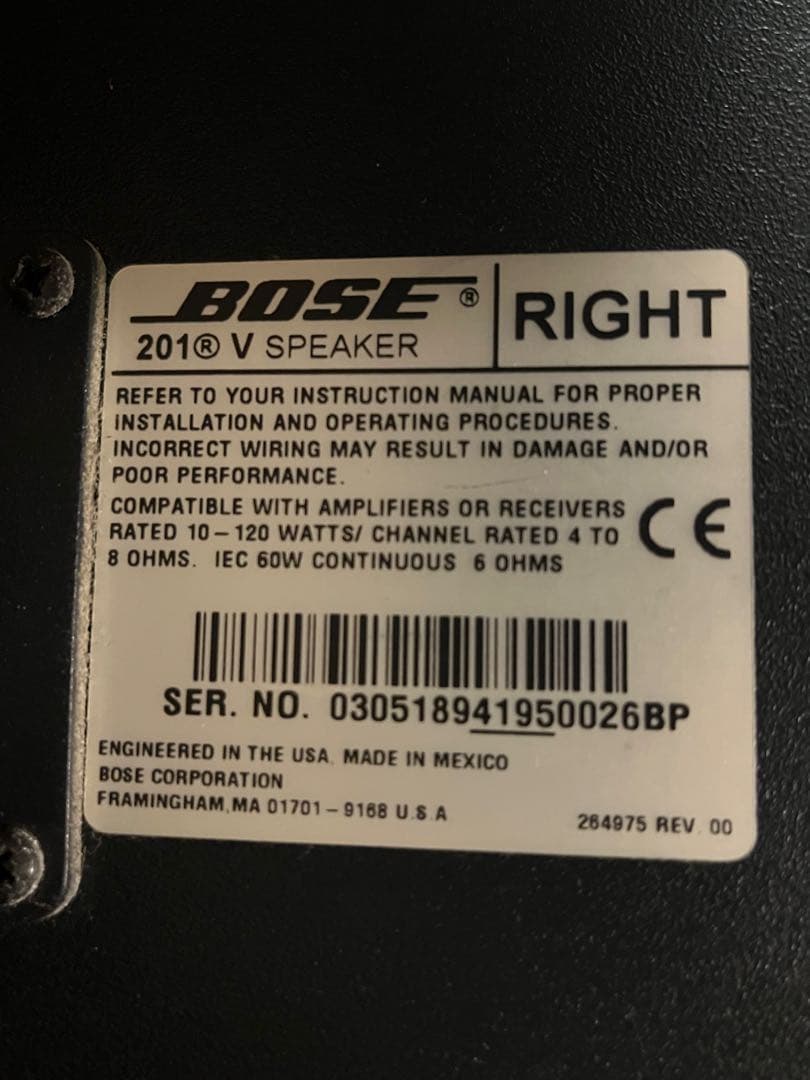 BOSE®
201® V SPEAKER
RIGHT
REFER TO YOUR INSTRUCTION MANUAL FOR PROPER
INSTALLATION AND OPERATING PROCEDURES.
INCORRECT WIRING MAY RESULT IN DAMAGE AND/OR
POOR PERFORMANCE.
COMPATIBLE WITH AMPLIFIERS OR RECEIVERS
RATED 10-120 WATTS/ CHANNEL RATED 4 TO
8 OHMS. IEC 60W CONTINUOUS 6 OHMS
CE
SER. NO. 030518941950026BP
ENGINEERED IN THE USA. MADE IN MEXICO
BOSE CORPORATION
FRAMINGHAM, MA 01701-9168 U.S.A
264975 REV. 00